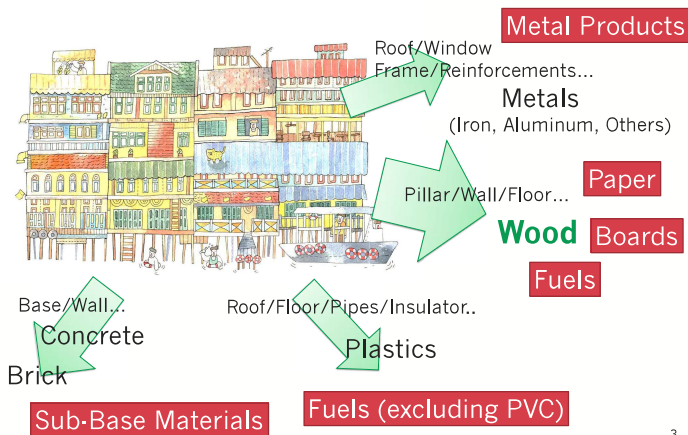 Metal Products
Roof/Window
Frame/Reinforcements...
Metals
(Iron, Aluminum, Others)
Pillar/Wall/Floor...
Paper
Wood
Boards
Fuels
Base/Wall...
Concrete
Brick
Sub-Base Materials
Roof/Floor/Pipes/Insulator..
Plastics
Fuels (excluding PVC)
3